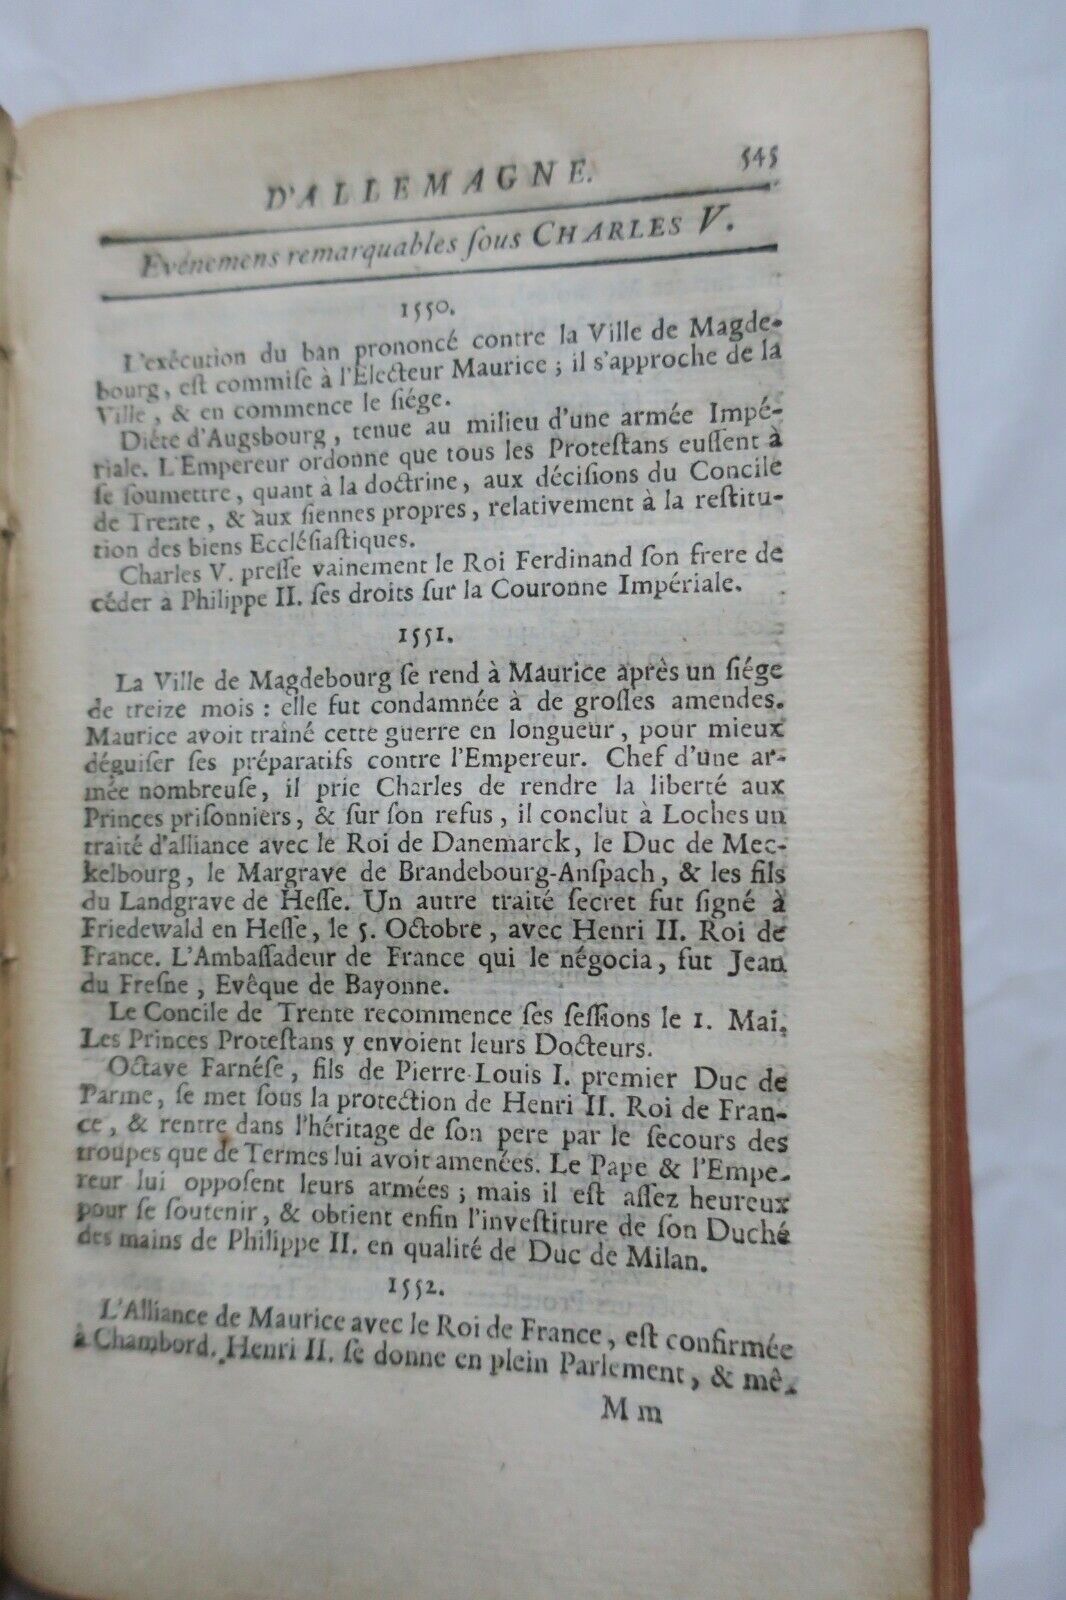 D'ALLEMAGNE. 545
Evénemens remarquables ſous CHARLES V.
1550.
L'exécution du ban prononcé contre la Ville de Magde-
bourg, eſt commiſe à l'Electeur Maurice ; il s'approche de la
Ville, & en commence le ſiége.
Diéte d'Augsbourg, tenue au milieu d'une armée Impé-
riale. L'Empereur ordonne que tous les Proteſtans euſſent à
ſe ſoumettre, quant à la doctrine, aux déciſions du Concile
de Trente, & aux ſiennes propres, relativement à la reſtitu-
tion des biens Eccléſiaſtiques.
Charles V. preſſe vainement le Roi Ferdinand ſon frere de
céder à Philippe II. ſes droits ſur la Couronne Impériale.
1551.
La Ville de Magdebourg ſe rend à Maurice après un ſiége
de treize mois : elle fut condamnée à de groſſes amendes.
Maurice avoit traîné cette guerre en longueur, pour mieux
déguiſer ſes préparatifs contre l'Empereur. Chef d'une ar-
mée nombreuſe, il prie Charles de rendre la liberté aux
Princes priſonniers, & ſur ſon refus, il conclut à Loches un
traité d'alliance avec le Roi de Danemarck, le Duc de Mec-
kelbourg, le Margrave de Brandebourg-Anſpach, & les fils
du Landgrave de Heſſe. Un autre traité ſecret fut ſigné à
Friedewald en Heſſe, le 5. Octobre, avec Henri II. Roi de
France. L'Ambaſſadeur de France qui le négocia, fut Jean
du Freſne, Evêque de Bayonne.
Le Concile de Trente recommence ſes ſeſſions le 1. Mai.
Les Princes Proteſtans y envoient leurs Docteurs.
Octave Farnéſe, fils de Pierre-Louis I. premier Duc de
Parme, ſe met ſous la protection de Henri II. Roi de Fran-
ce, & rentre dans l'héritage de ſon pere par le ſecours des
troupes que de Termes lui avoit amenées. Le Pape & l'Empe-
reur lui oppoſent leurs armées ; mais il eſt aſſez heureux
pour ſe ſoutenir, & obtient enfin l'inveſtiture de ſon Duché
des mains de Philippe II. en qualité de Duc de Milan.
1552.
L'Alliance de Maurice avec le Roi de France, eſt confirmée
à Chambord. Henri II. ſe donne en plein Parlement, & mê-
M m